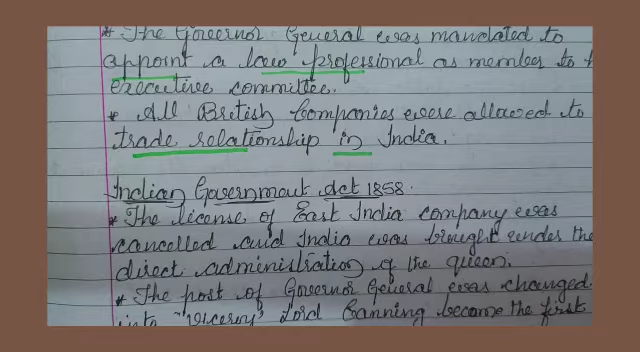 * The Governor General was mandated to
appoint a law professional as member to t
executive committee.
* All British Companies were allowed to
trade relationship in India.
Indian Government Act 1858.
* The license of East India company was
cancelled and India was brought under the
direct administration of the queen.
* The post of Governor General was changed
into "Viceroy" Lord Canning become the first